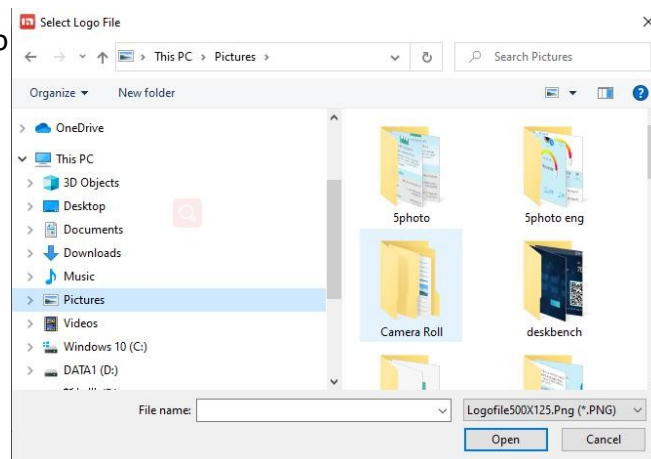 Select Logo File
This PC > Pictures >
Search Pictures
Organize
New folder
OneDrive
This PC
3D Objects
Desktop
Documents
Downloads
Music
Pictures
Videos
Windows 10 (C:)
DATA1 (D:)
5photo
5photo eng
Camera Roll
deskbench
File name:
Logofile500X125.Png (*.PNG)
Open
Cancel